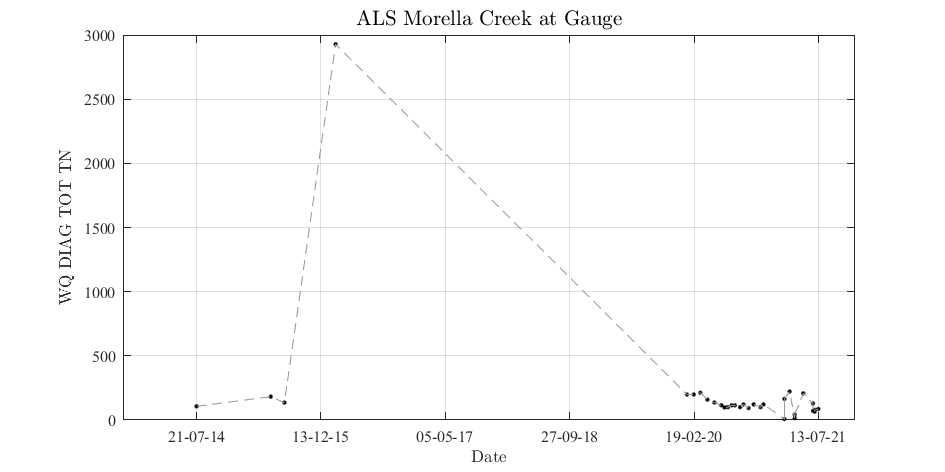 ALS Morella Creek at Gauge
WQ DIAG TOT TN
3000
2500
2000
1500
1000
500
0
21-07-14 13-12-15 05-05-17 27-09-18 19-02-20 13-07-21
Date